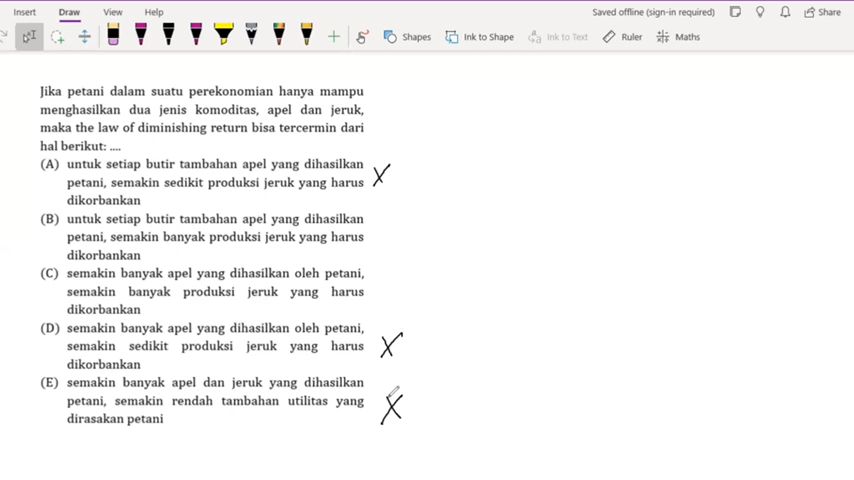 Insert Draw View Help Saved offline (sign-in required) Share
Shapes Ink to Shape Ink to Text Ruler Maths
Jika petani dalam suatu perekonomian hanya mampu
menghasilkan dua jenis komoditas, apel dan jeruk,
maka the law of diminishing return bisa tercermin dari
hal berikut: ....
(A) untuk setiap butir tambahan apel yang dihasilkan
petani, semakin sedikit produksi jeruk yang harus
dikorbankan
(B) untuk setiap butir tambahan apel yang dihasilkan
petani, semakin banyak produksi jeruk yang harus
dikorbankan
(C) semakin banyak apel yang dihasilkan oleh petani,
semakin banyak produksi jeruk yang harus
dikorbankan
(D) semakin banyak apel yang dihasilkan oleh petani,
semakin sedikit produksi jeruk yang harus
dikorbankan
(E) semakin banyak apel dan jeruk yang dihasilkan
petani, semakin rendah tambahan utilitas yang
dirasakan petani